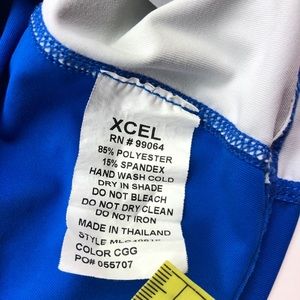 XCEL
RN # 99064
85% POLYESTER
15% SPANDEX
HAND WASH COLD
DRY IN SHADE
DO NOT BLEACH
DO NOT DRY CLEAN
DO NOT IRON
MADE IN THAILAND
STYLE
COLOR CGG
PO# 055707